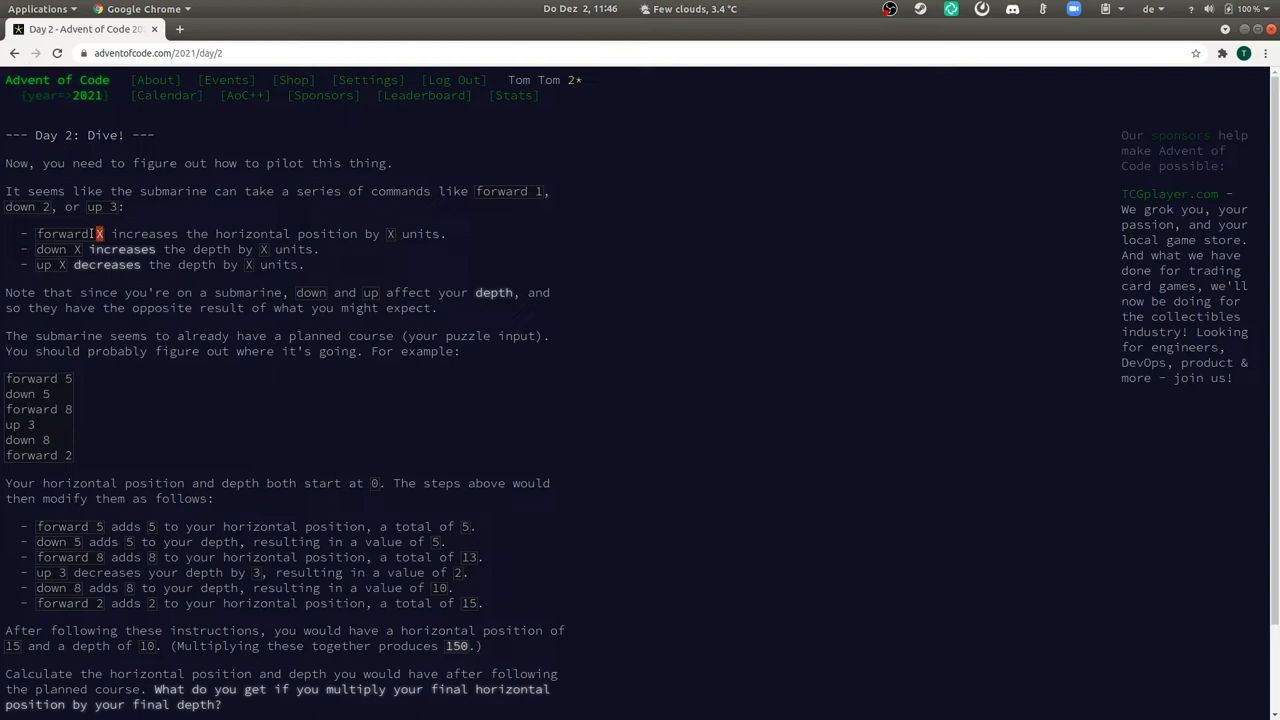 Applications Google Chrome Do Dez 2, 11:46 Few clouds, 3.4 °C de 100 %
Day 2 - Advent of Code 20
adventofcode.com/2021/day/2
T
Advent of Code [About] [Events] [Shop] [Settings] [Log Out] Tom Tom 2*
{year=>2021} [Calendar] [AoC++] [Sponsors] [Leaderboard] [Stats]
--- Day 2: Dive! ---
Now, you need to figure out how to pilot this thing.
It seems like the submarine can take a series of commands like forward 1,
down 2, or up 3:
- forward X increases the horizontal position by X units.
- down X increases the depth by X units.
- up X decreases the depth by X units.
Note that since you're on a submarine, down and up affect your depth, and
so they have the opposite result of what you might expect.
The submarine seems to already have a planned course (your puzzle input).
You should probably figure out where it's going. For example:
forward 5
down 5
forward 8
up 3
down 8
forward 2
Your horizontal position and depth both start at 0. The steps above would
then modify them as follows:
- forward 5 adds 5 to your horizontal position, a total of 5.
- down 5 adds 5 to your depth, resulting in a value of 5.
- forward 8 adds 8 to your horizontal position, a total of 13.
- up 3 decreases your depth by 3, resulting in a value of 2.
- down 8 adds 8 to your depth, resulting in a value of 10.
- forward 2 adds 2 to your horizontal position, a total of 15.
After following these instructions, you would have a horizontal position of
15 and a depth of 10. (Multiplying these together produces 150.)
Calculate the horizontal position and depth you would have after following
the planned course. What do you get if you multiply your final horizontal
position by your final depth?
Our sponsors help
make Advent of
Code possible:
TCGplayer.com -
We grok you, your
passion, and your
local game store.
And what we have
done for trading
card games, we'll
now be doing for
the collectibles
industry! Looking
for engineers,
DevOps, product &
more - join us!